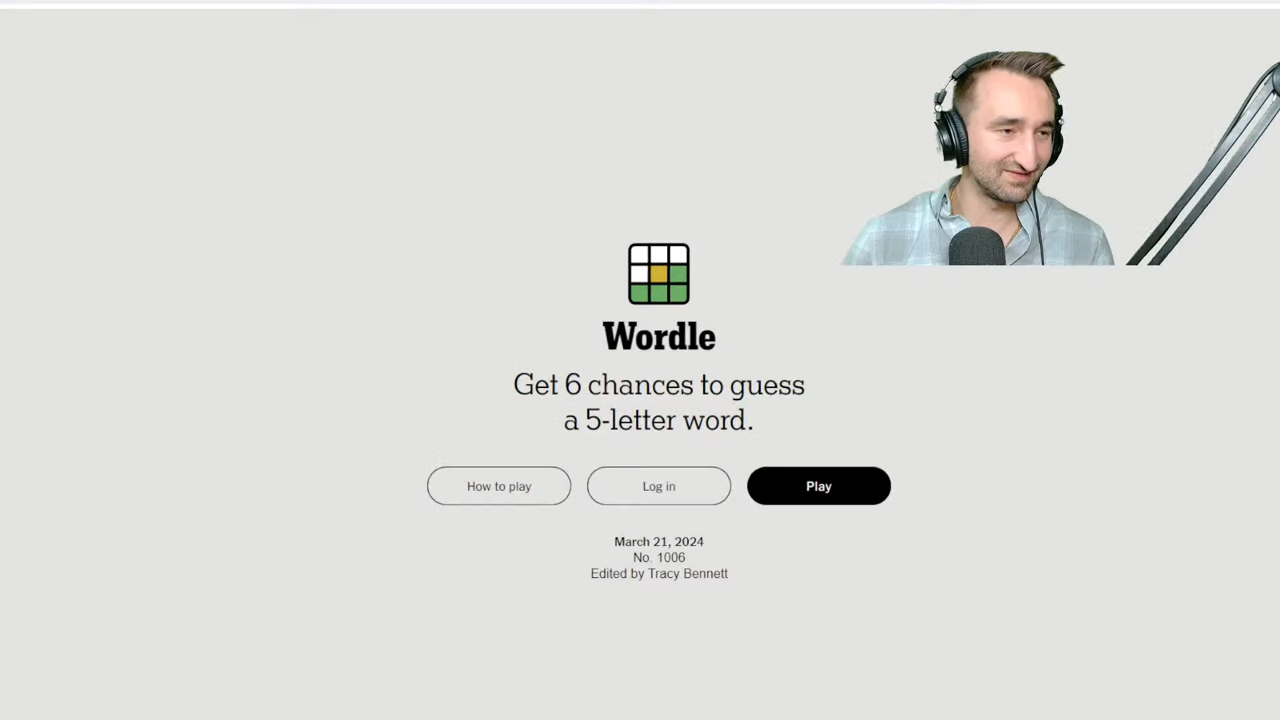 Wordle
Get 6 chances to guess
a 5-letter word.
How to play
Log in
Play
March 21, 2024
No. 1006
Edited by Tracy Bennett